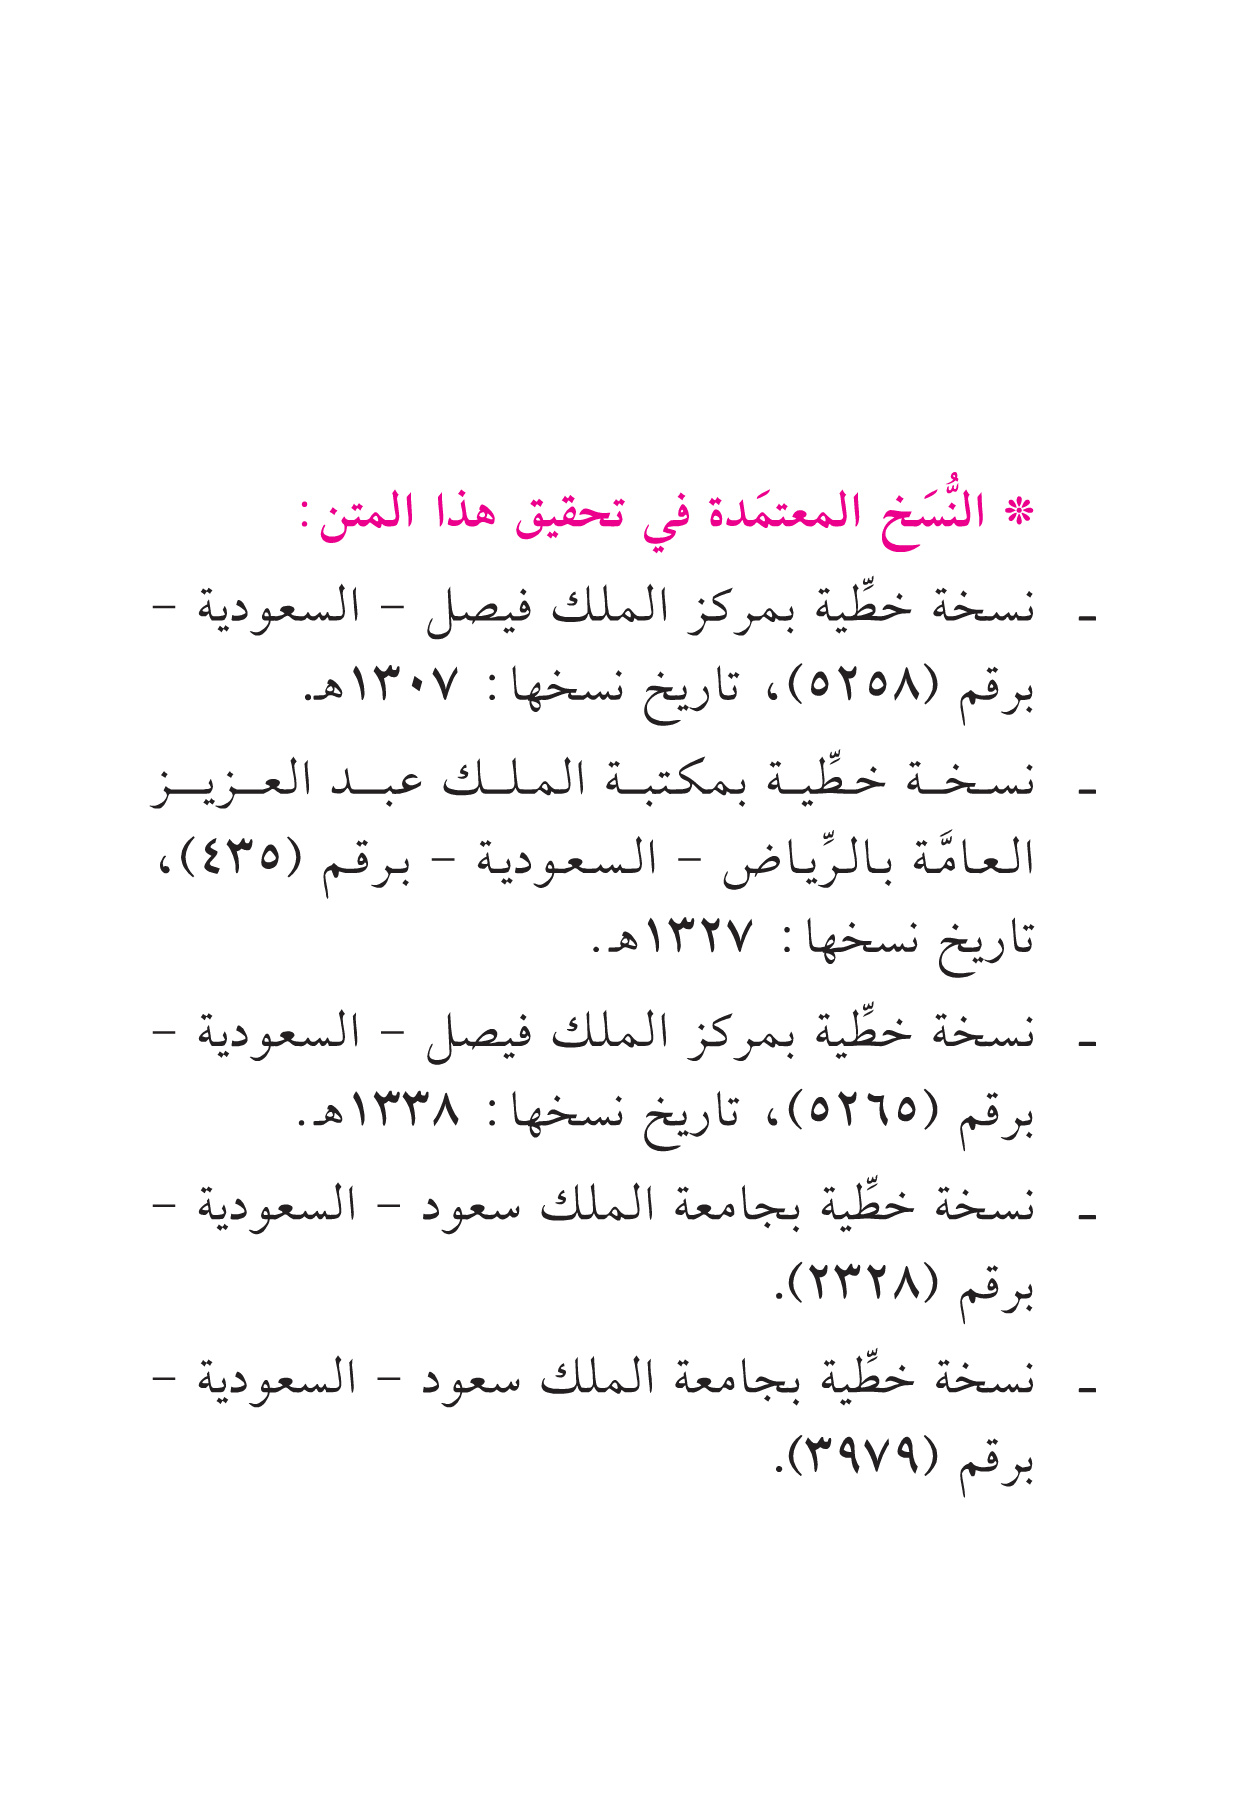 ❊ النُّسَخ المعتمَدة في تحقيق هذا المتن:
ـ نسخة خطِّية بمركز الملك فيصل – السعودية –
برقم (٥٢٥٨)، تاريخ نسخها: ١٣٠٧هـ.
ـ نسخة خطِّية بمكتبة الملك عبد العزيز
العامَّة بالرِّياض – السعودية – برقم (٤٣٥)،
تاريخ نسخها: ١٣٢٧هـ.
ـ نسخة خطِّية بمركز الملك فيصل – السعودية –
برقم (٥٢٦٥)، تاريخ نسخها: ١٣٣٨هـ.
ـ نسخة خطِّية بجامعة الملك سعود – السعودية –
برقم (٢٣٢٨).
ـ نسخة خطِّية بجامعة الملك سعود – السعودية –
برقم (٣٩٧٩).